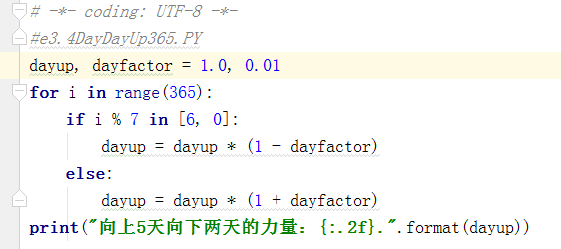 # -*- coding: UTF-8 -*-
#e3.4DayDayUp365.PY
dayup, dayfactor = 1.0, 0.01
for i in range(365):
    if i % 7 in [6, 0]:
        dayup = dayup * (1 - dayfactor)
    else:
        dayup = dayup * (1 + dayfactor)
print("向上5天向下两天的力量: {:.2f}.".format(dayup))